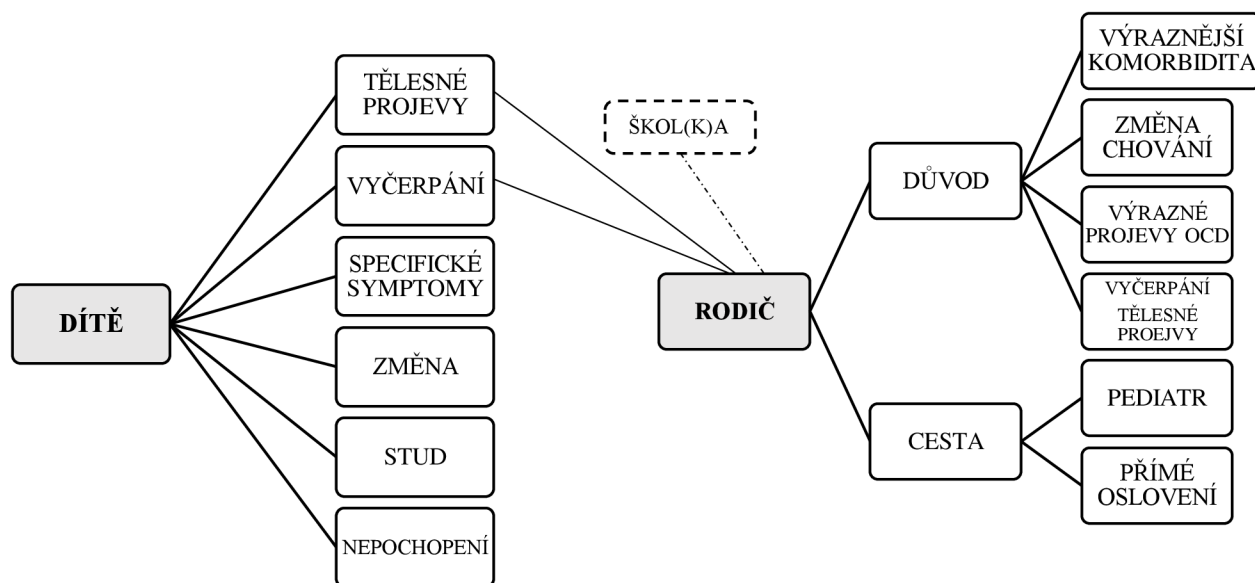 DÍTĚ
TĚLESNÉ
PROJEVY
VYČERPÁNÍ
SPECIFICKÉ
SYMPTOMY
ZMĚNA
STUD
NEPOCHOPENÍ
ŠKOL(K)A
RODIČ
DŮVOD
VÝRAZNĚJŠÍ
KOMORBIDITA
ZMĚNA
CHOVÁNÍ
VÝRAZNÉ
PROJEVY OCD
VYČERPÁNÍ
TĚLESNÉ
PROEJVY
CESTA
PEDIATR
PŘÍMÉ
OSLOVENÍ